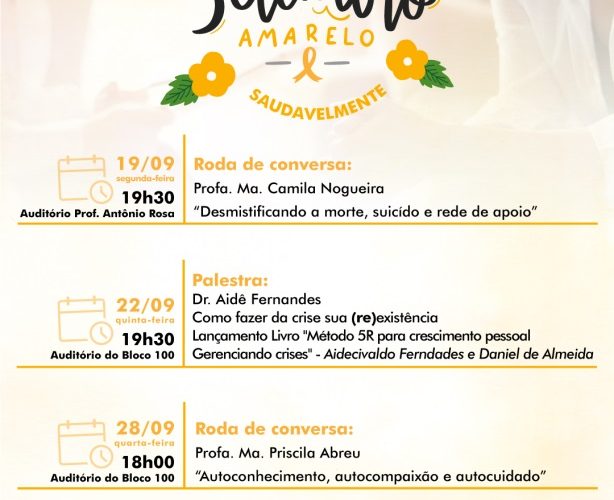 Setembro
AMARELO
SAUDAVELMENTE
19/09
segunda-feira
19h30
Auditório Prof. Antônio Rosa
Roda de conversa:
Profa. Ma. Camila Nogueira
“Desmistificando a morte, suicído e rede de apoio”
22/09
quinta-feira
19h30
Auditório do Bloco 100
Palestra:
Dr. Aidê Fernandes
Como fazer da crise sua (re)existência
Lançamento Livro "Método 5R para crescimento pessoal
Gerenciando crises" - Aidecivaldo Ferndades e Daniel de Almeida
28/09
quarta-feira
18h00
Auditório do Bloco 100
Roda de conversa:
Profa. Ma. Priscila Abreu
“Autoconhecimento, autocompaixão e autocuidado”